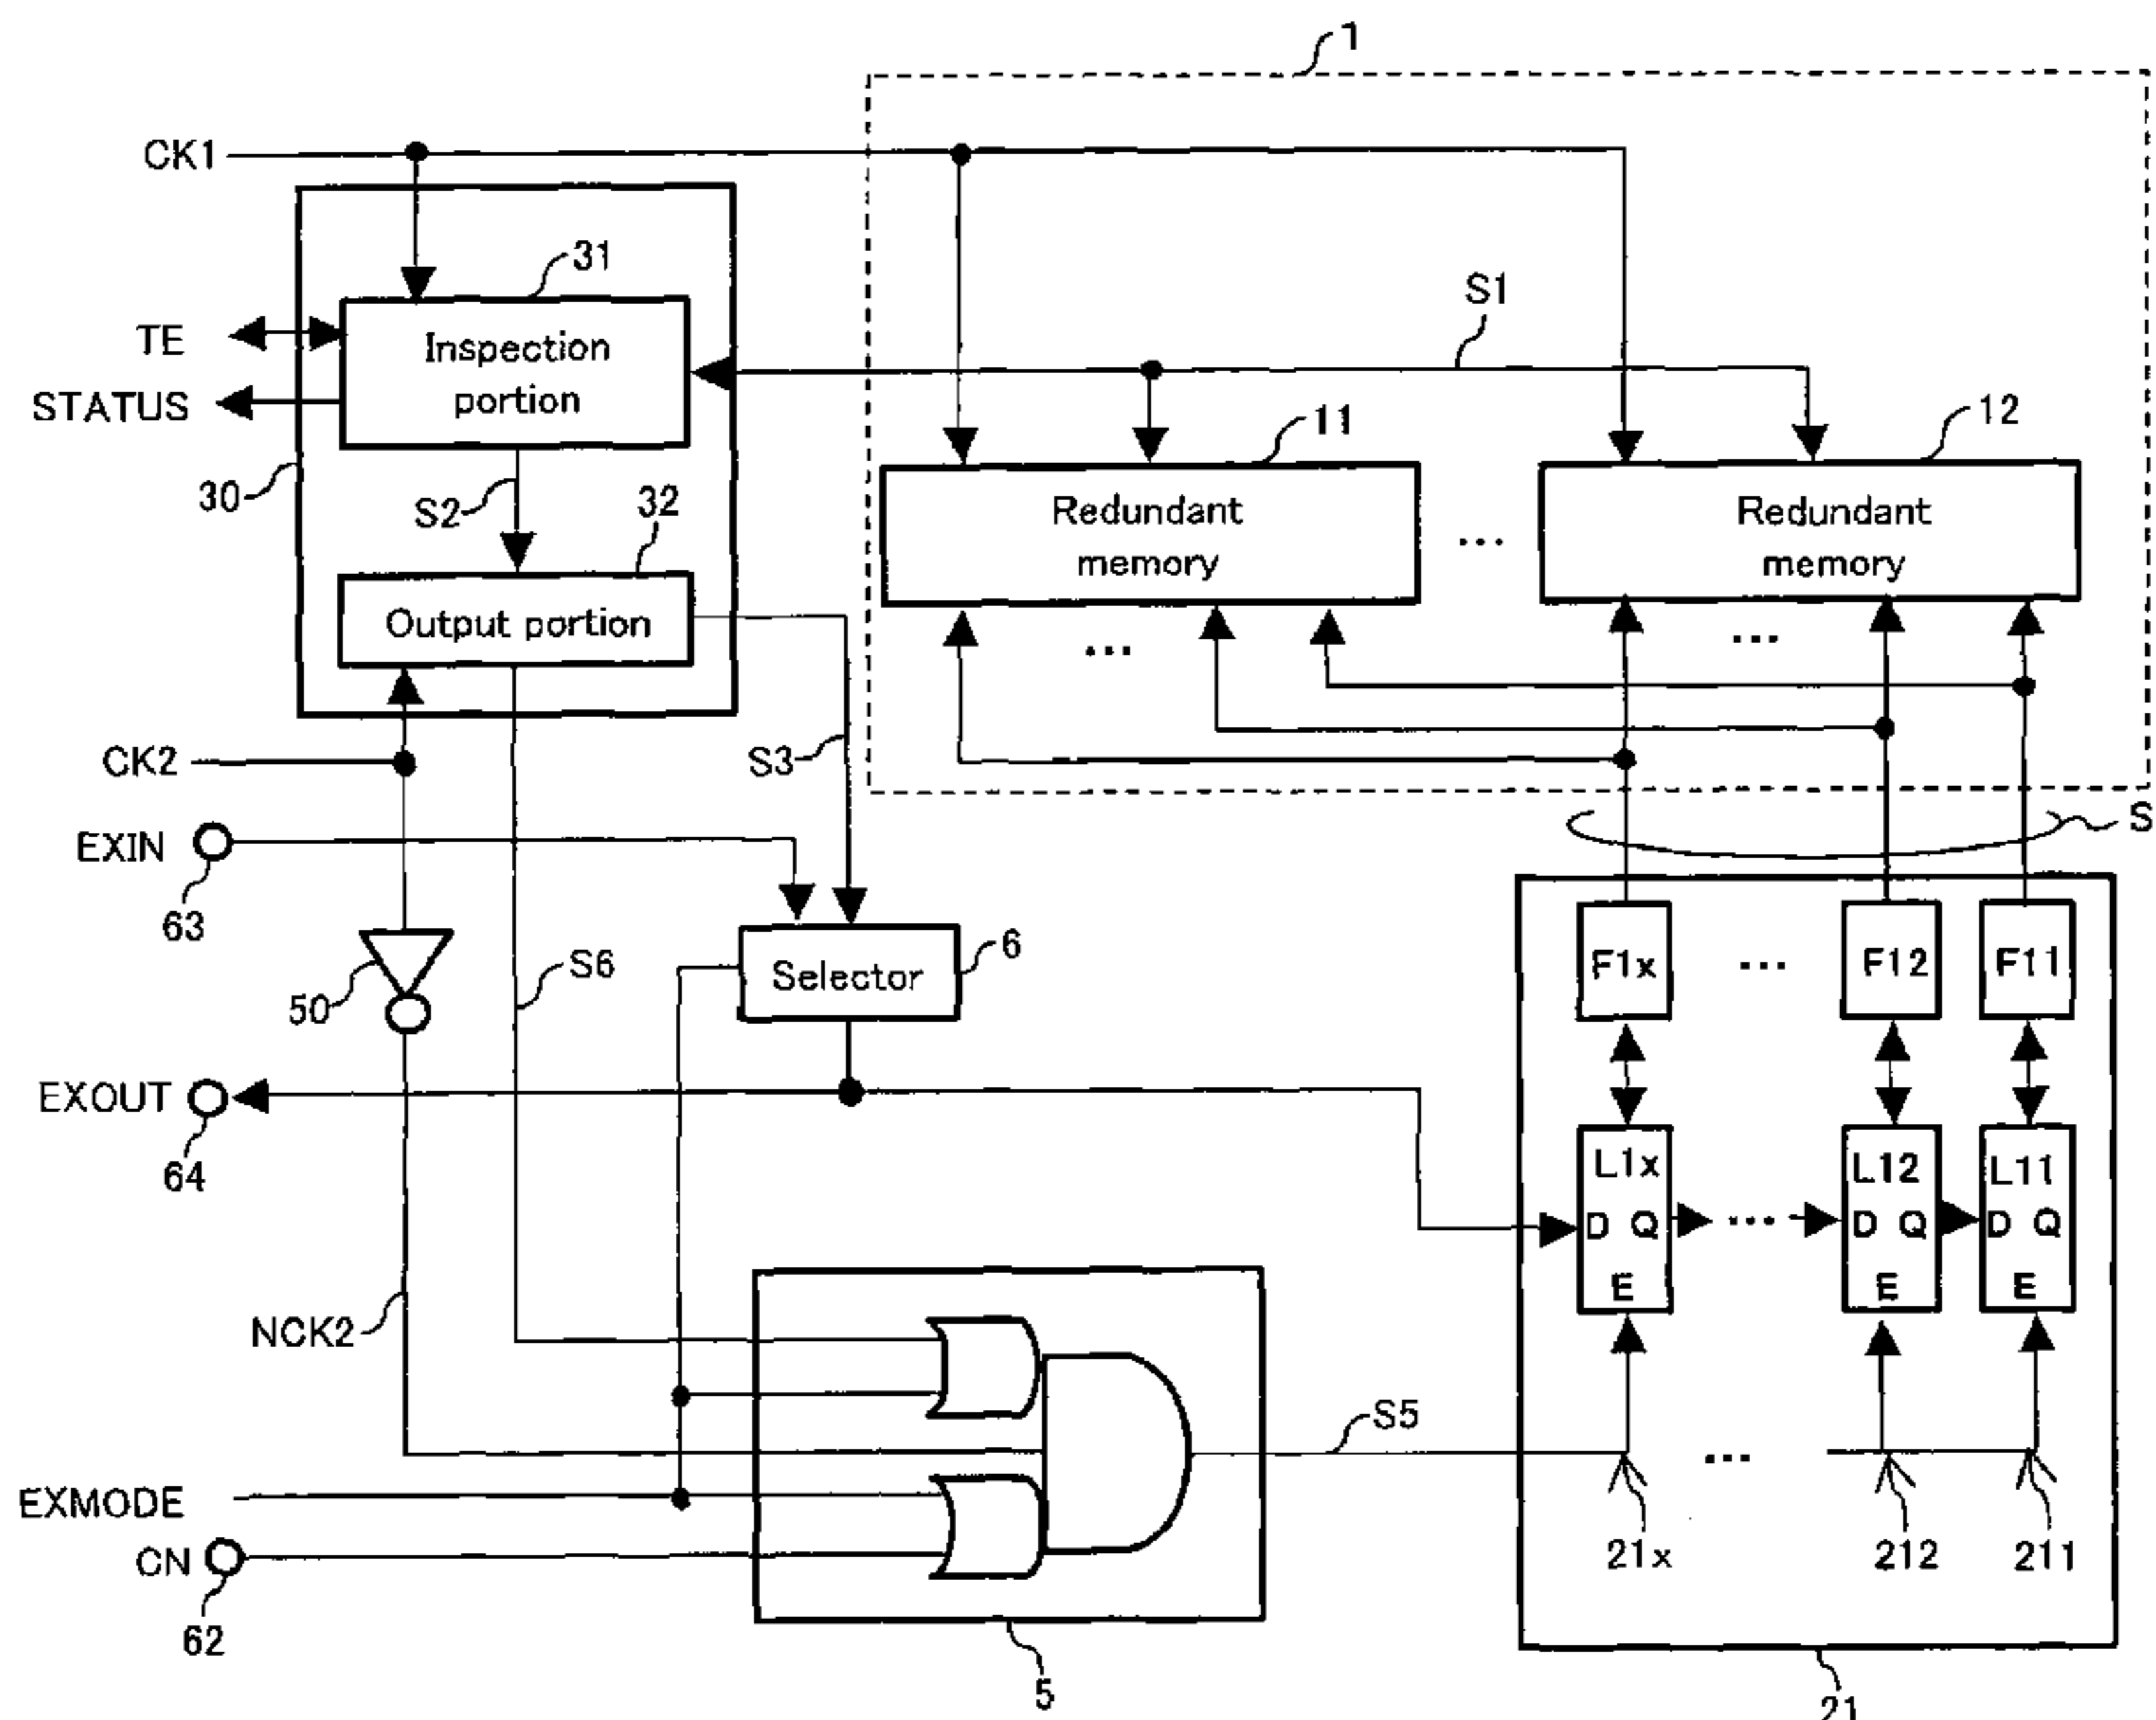 1
CK1
31
S1
TE
Inspection
portion
STATUS
11
12
30
S2
32
Redundant
memory
...
Redundant
memory
Output portion
...
...
CK2
S3
S
EXIN
63
F1x
...
F12
F11
6
Selector
S6
50
EXOUT
64
L1x
D Q
E
...
L12
D Q
E
L11
D Q
E
NCK2
S5
...
EXMODE
CN
62
21x
212
211
5
21